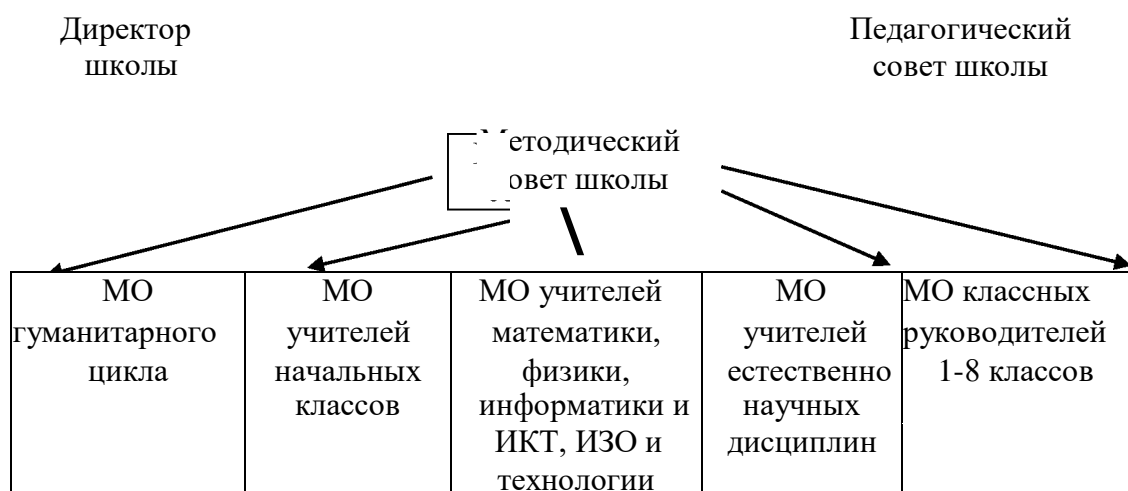 Директор
школы
Педагогический
совет школы
Методический
совет школы
МО
гуманитарного
цикла
МО
учителей
начальных
классов
МО учителей
математики,
физики,
информатики и
ИКТ, ИЗО и
технологии
МО
учителей
естественно
научных
дисциплин
МО классных
руководителей
1-8 классов